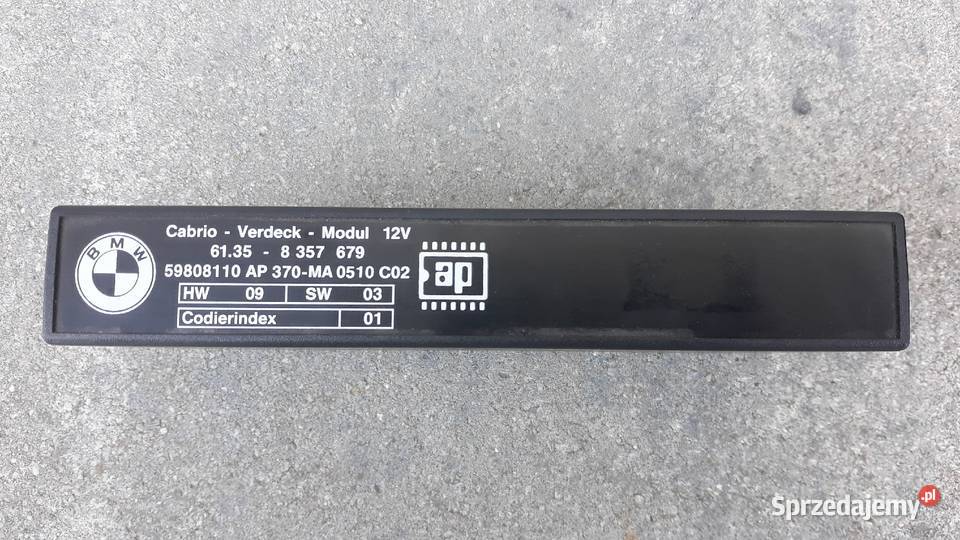 BMW
Cabrio - Verdeck - Modul 12V
61.35 - 8 357 679
59808110 AP 370-MA 0510 C02
HW 09 SW 03
Codierindex 01
ap
Sprzedajemy.pl